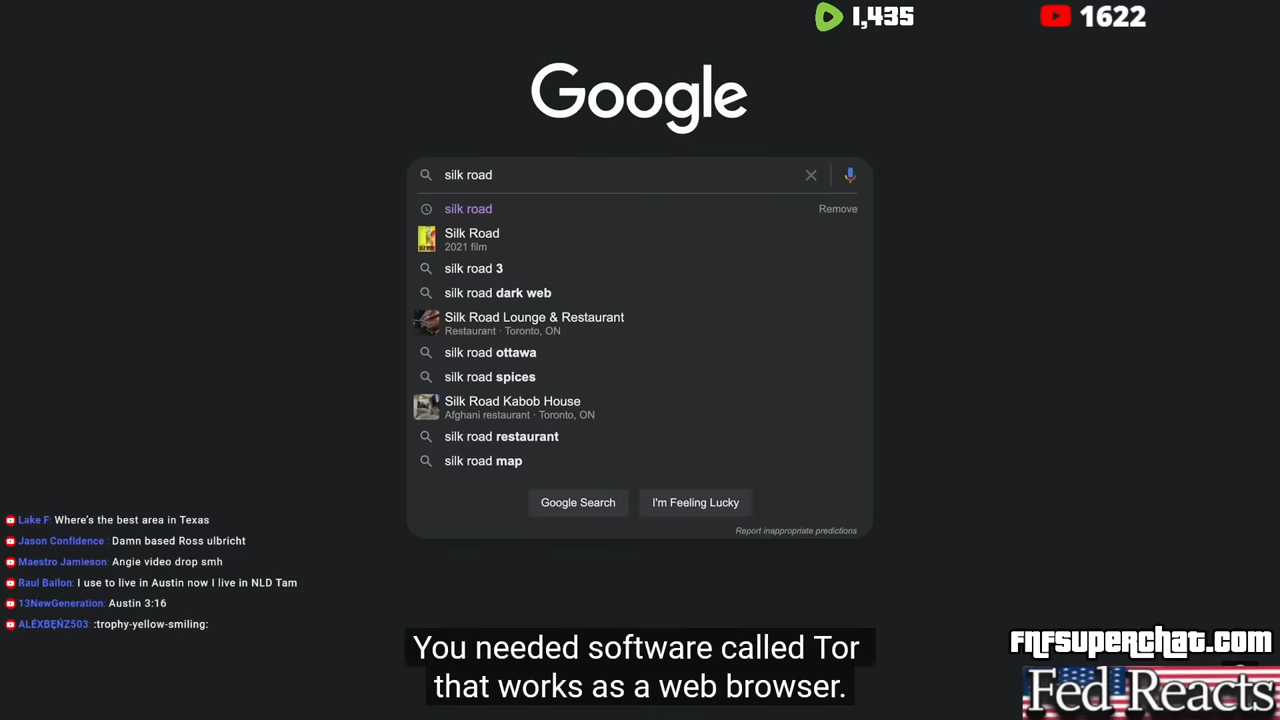 1,435
1622
Google
silk road
silk road
Remove
Silk Road
2021 film
silk road 3
silk road dark web
Silk Road Lounge & Restaurant
Restaurant · Toronto, ON
silk road ottawa
silk road spices
Silk Road Kabob House
Afghani restaurant · Toronto, ON
silk road restaurant
silk road map
Google Search
I'm Feeling Lucky
Report inappropriate predictions
Lake F: Where's the best area in Texas
Jason Confidence : Damn based Ross ulbricht
Maestro Jamieson: Angie video drop smh
Raul Bailon: I use to live in Austin now I live in NLD Tam
13NewGeneration: Austin 3:16
ALÉXBĘŃZ503: :trophy-yellow-smiling:
You needed software called Tor
that works as a web browser.
FNFSUPERCHAT.COM
Fed-Reacts